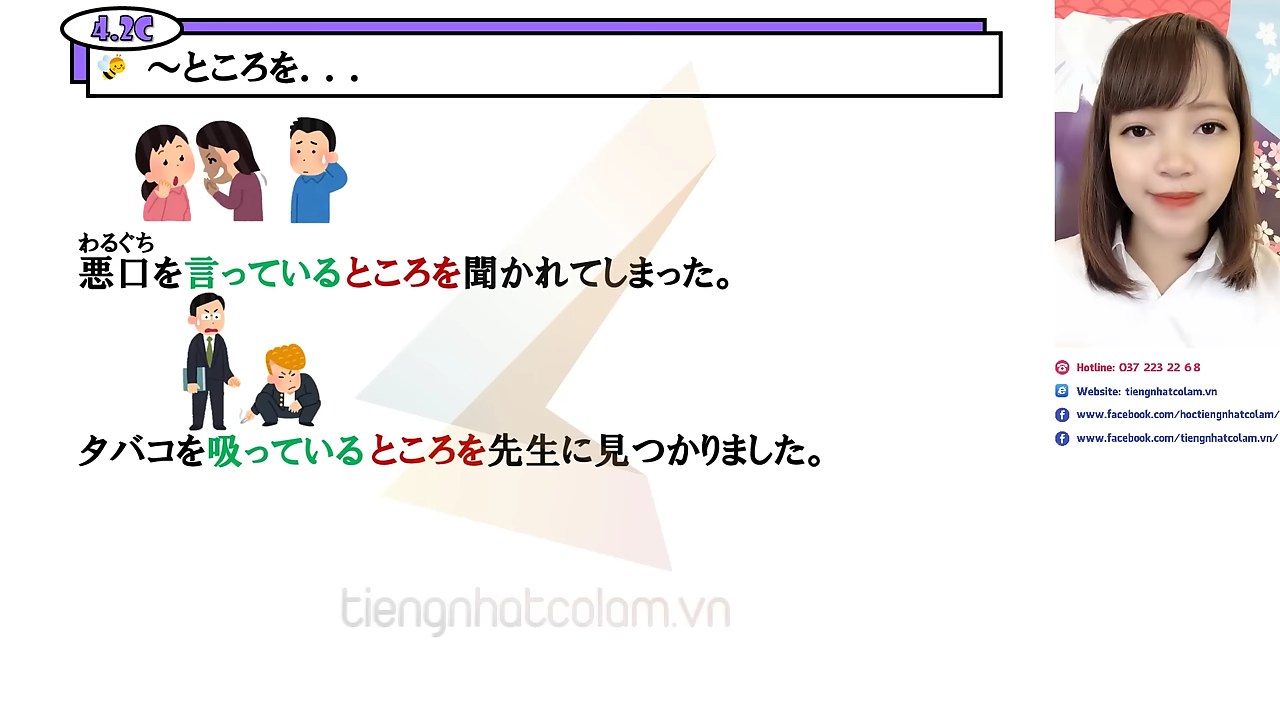 4.2C
～ところを...
わるぐち
悪口を言っているところを聞かれてしまった。
タバコを吸っているところを先生に見つかりました。
tiengnhatcolam.vn
Hotline: 037 223 22 68
Website: tiengnhatcolam.vn
www.facebook.com/hoctiengnhatcolam/
www.facebook.com/tiengnhatcolam.vn/